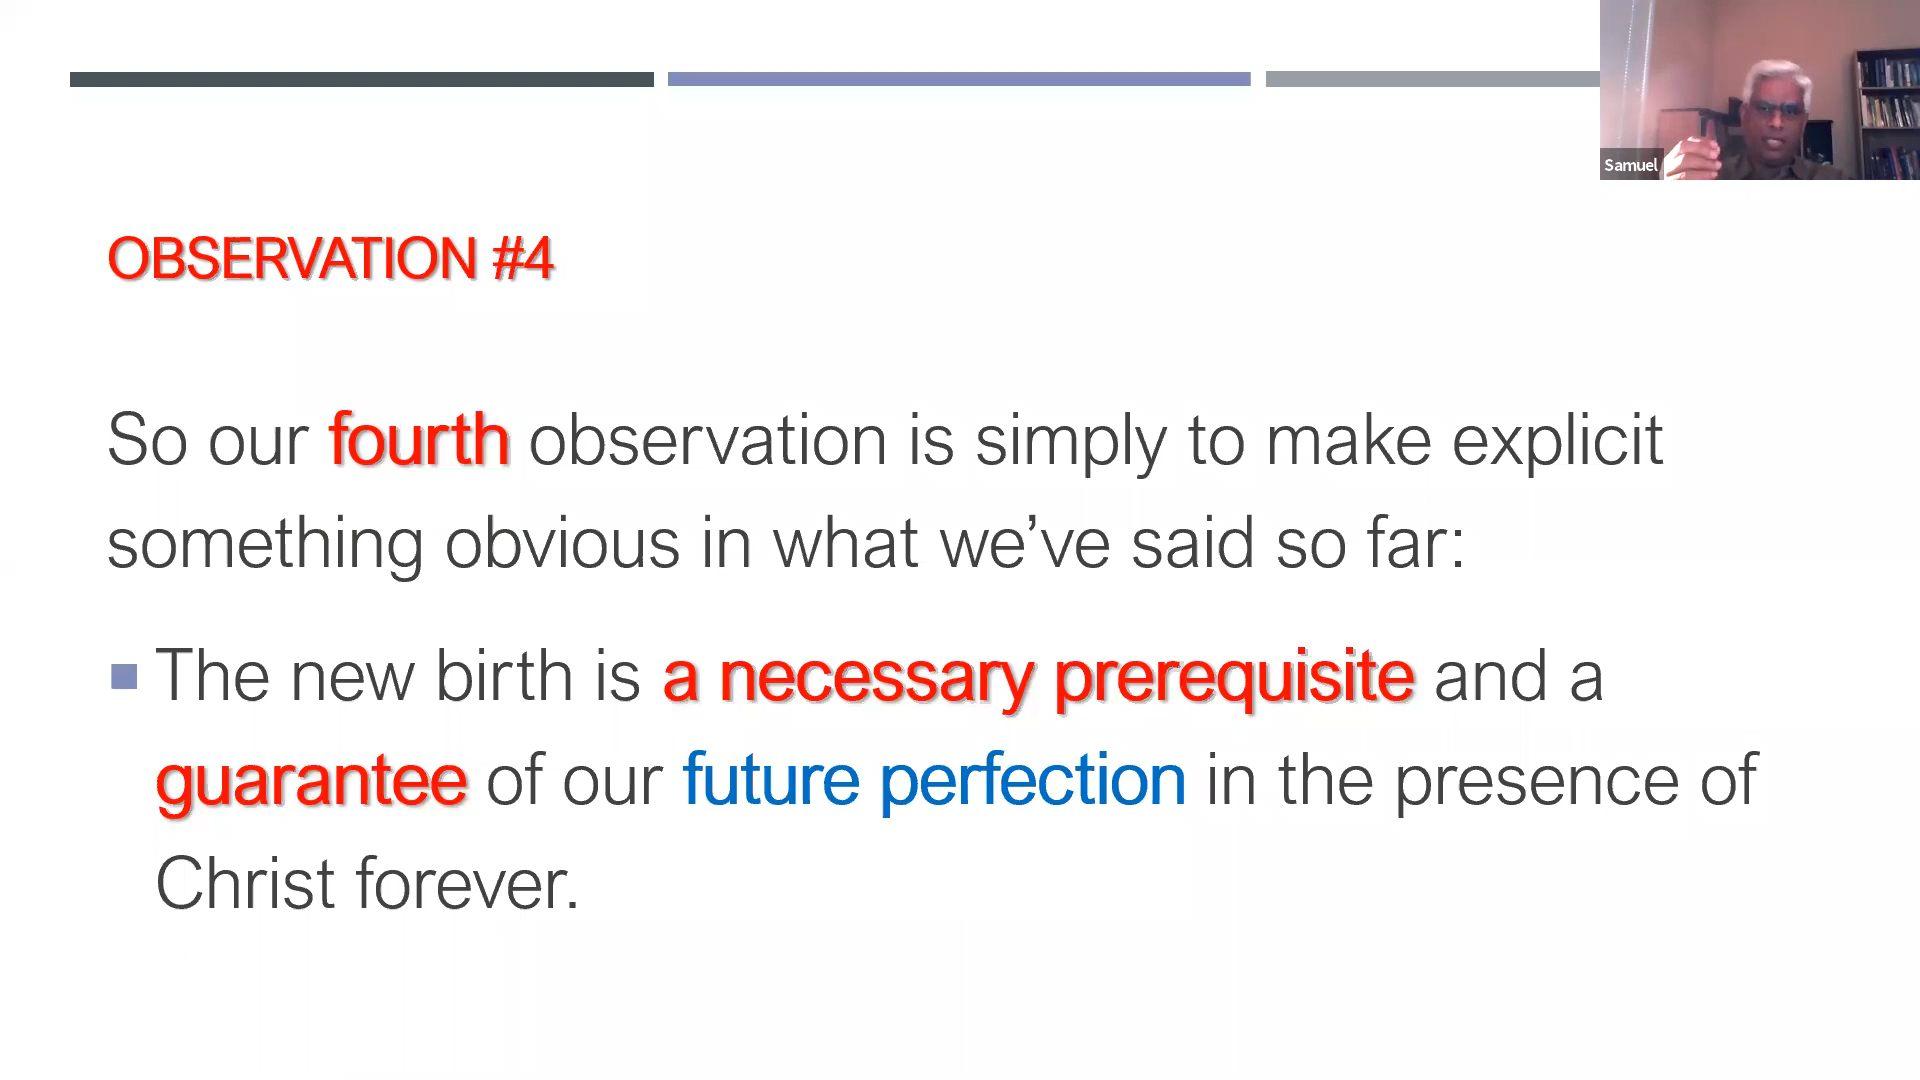 Samuel
OBSERVATION #4
So our fourth observation is simply to make explicit
something obvious in what we’ve said so far:
The new birth is a necessary prerequisite and a
guarantee of our future perfection in the presence of
Christ forever.